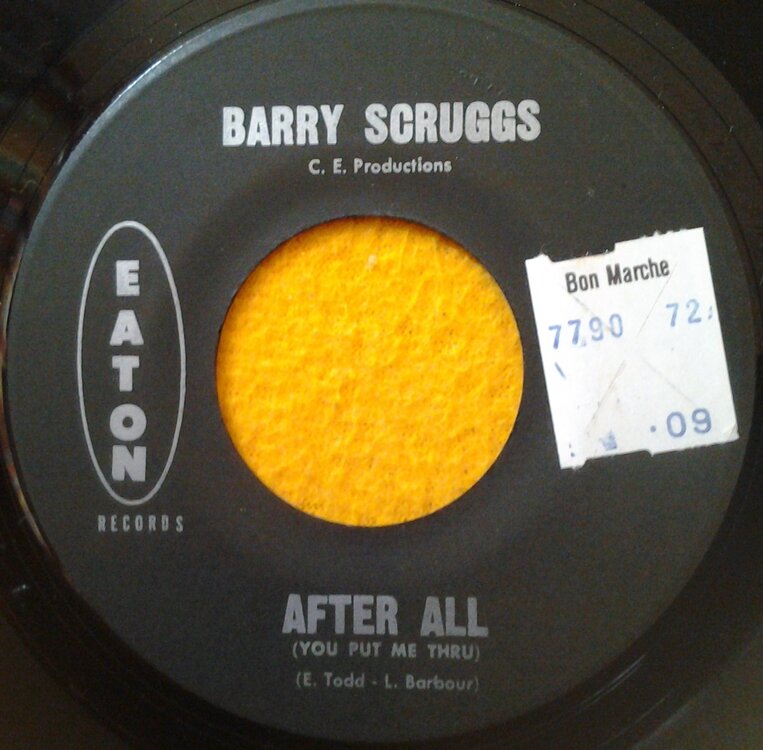 BARRY SCRUGGS
C. E. Productions
EATON
RECORDS
Bon Marche
7790 72
.09
AFTER ALL
(YOU PUT ME THRU)
(E. Todd - L. Barbour)